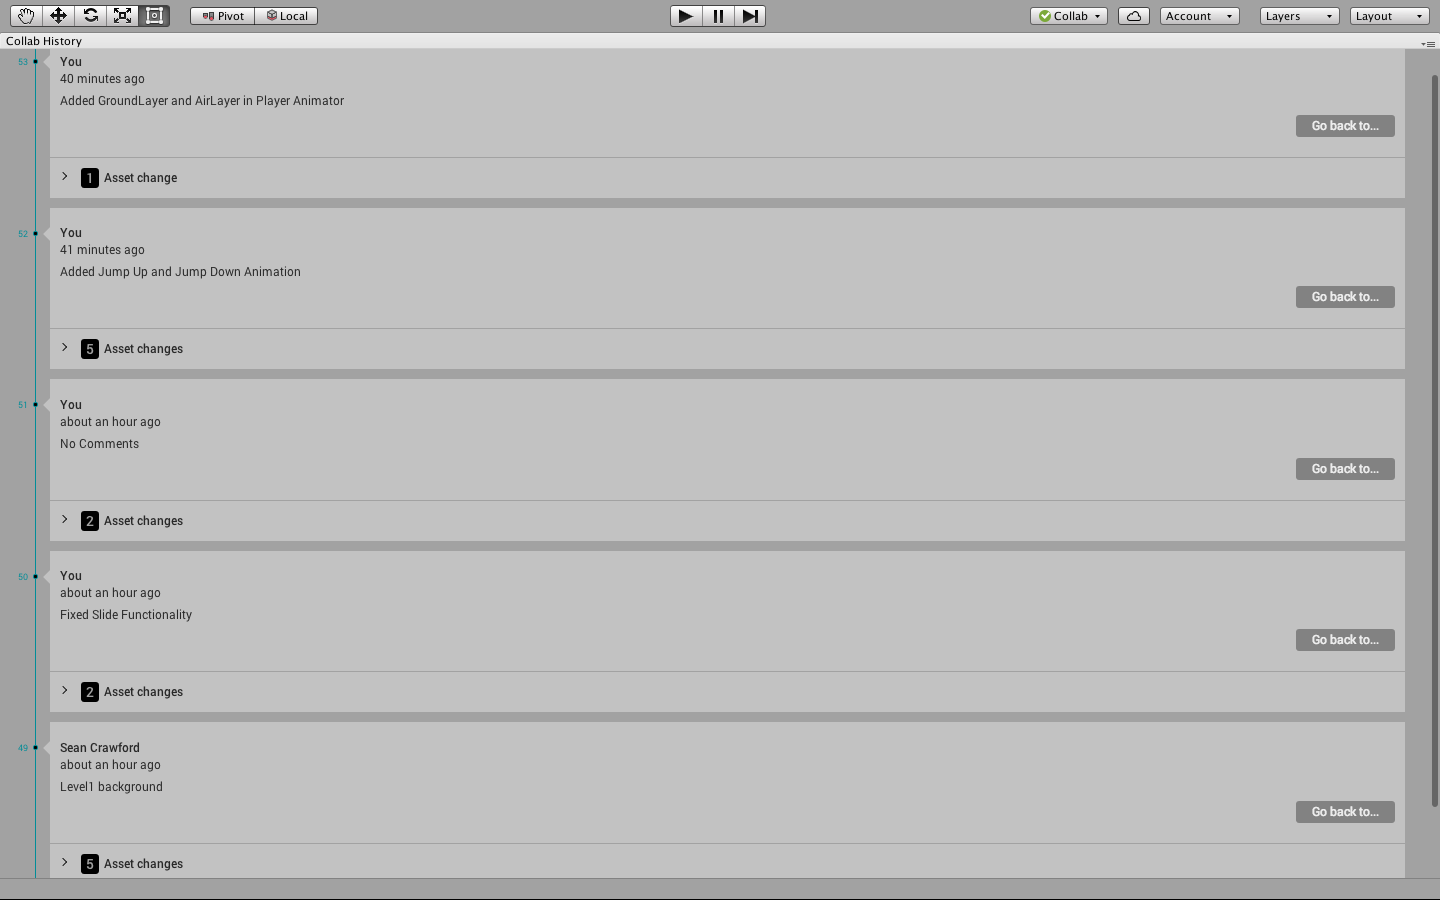 Pivot Local Collab Account Layers Layout
Collab History
53 You
40 minutes ago
Added GroundLayer and AirLayer in Player Animator
Go back to...
1 Asset change
52 You
41 minutes ago
Added Jump Up and Jump Down Animation
Go back to...
5 Asset changes
51 You
about an hour ago
No Comments
Go back to...
2 Asset changes
50 You
about an hour ago
Fixed Slide Functionality
Go back to...
2 Asset changes
49 Sean Crawford
about an hour ago
Level1 background
Go back to...
5 Asset changes